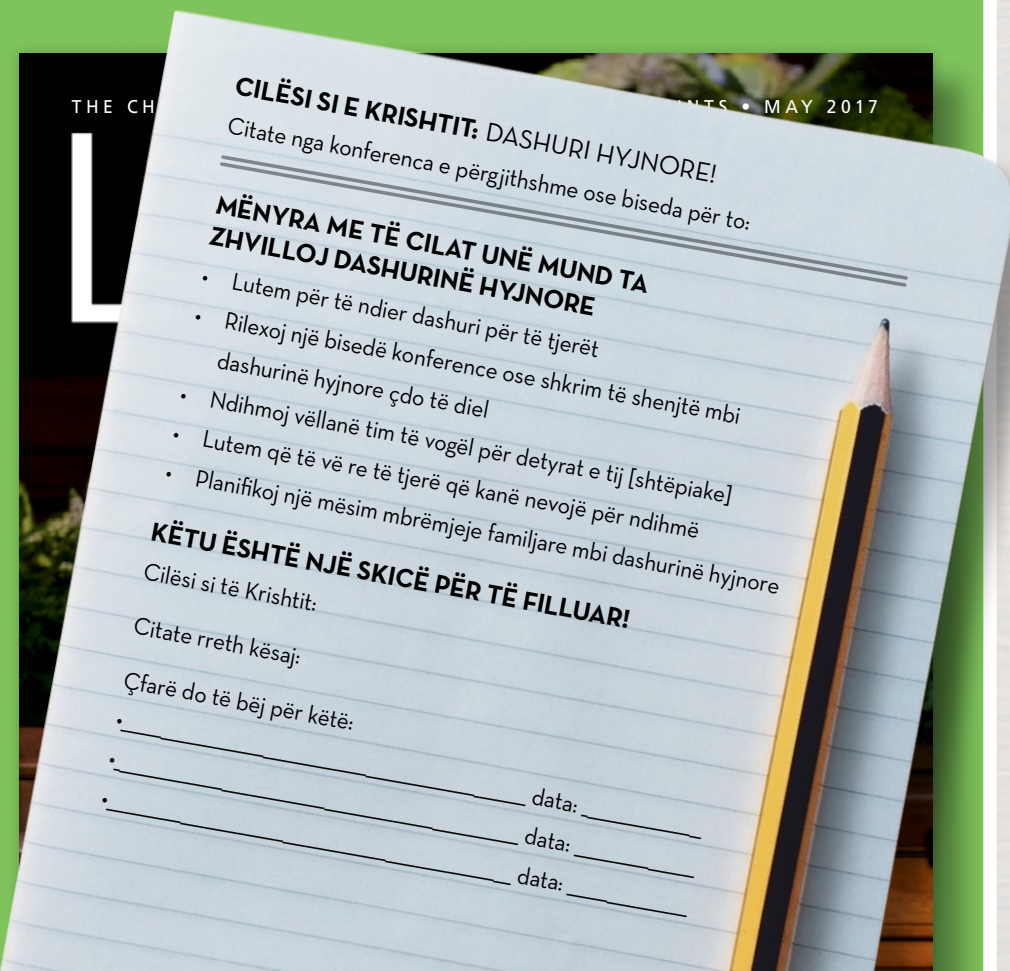 THE CH NTS • MAY 2017
L
CILËSI SI E KRISHTIT: DASHURI HYJNORE!
Citate nga konferenca e përgjithshme ose biseda për to:
MËNYRA ME TË CILAT UNË MUND TA
ZHVILLOJ DASHURINË HYJNORE
• Lutem për të ndier dashuri për të tjerët
• Rilexoj një bisedë konference ose shkrim të shenjtë mbi
dashurinë hyjnore çdo të diel
• Ndihmoj vëllanë tim të vogël për detyrat e tij [shtëpiake]
• Lutem që të vë re të tjerë që kanë nevojë për ndihmë
• Planifikoj një mësim mbrëmjeje familjare mbi dashurinë hyjnore
KËTU ËSHTË NJË SKICË PËR TË FILLUAR!
Cilësi si të Krishtit:
Citate rreth kësaj:
Çfarë do të bëj për këtë:
• data:
• data:
• data: